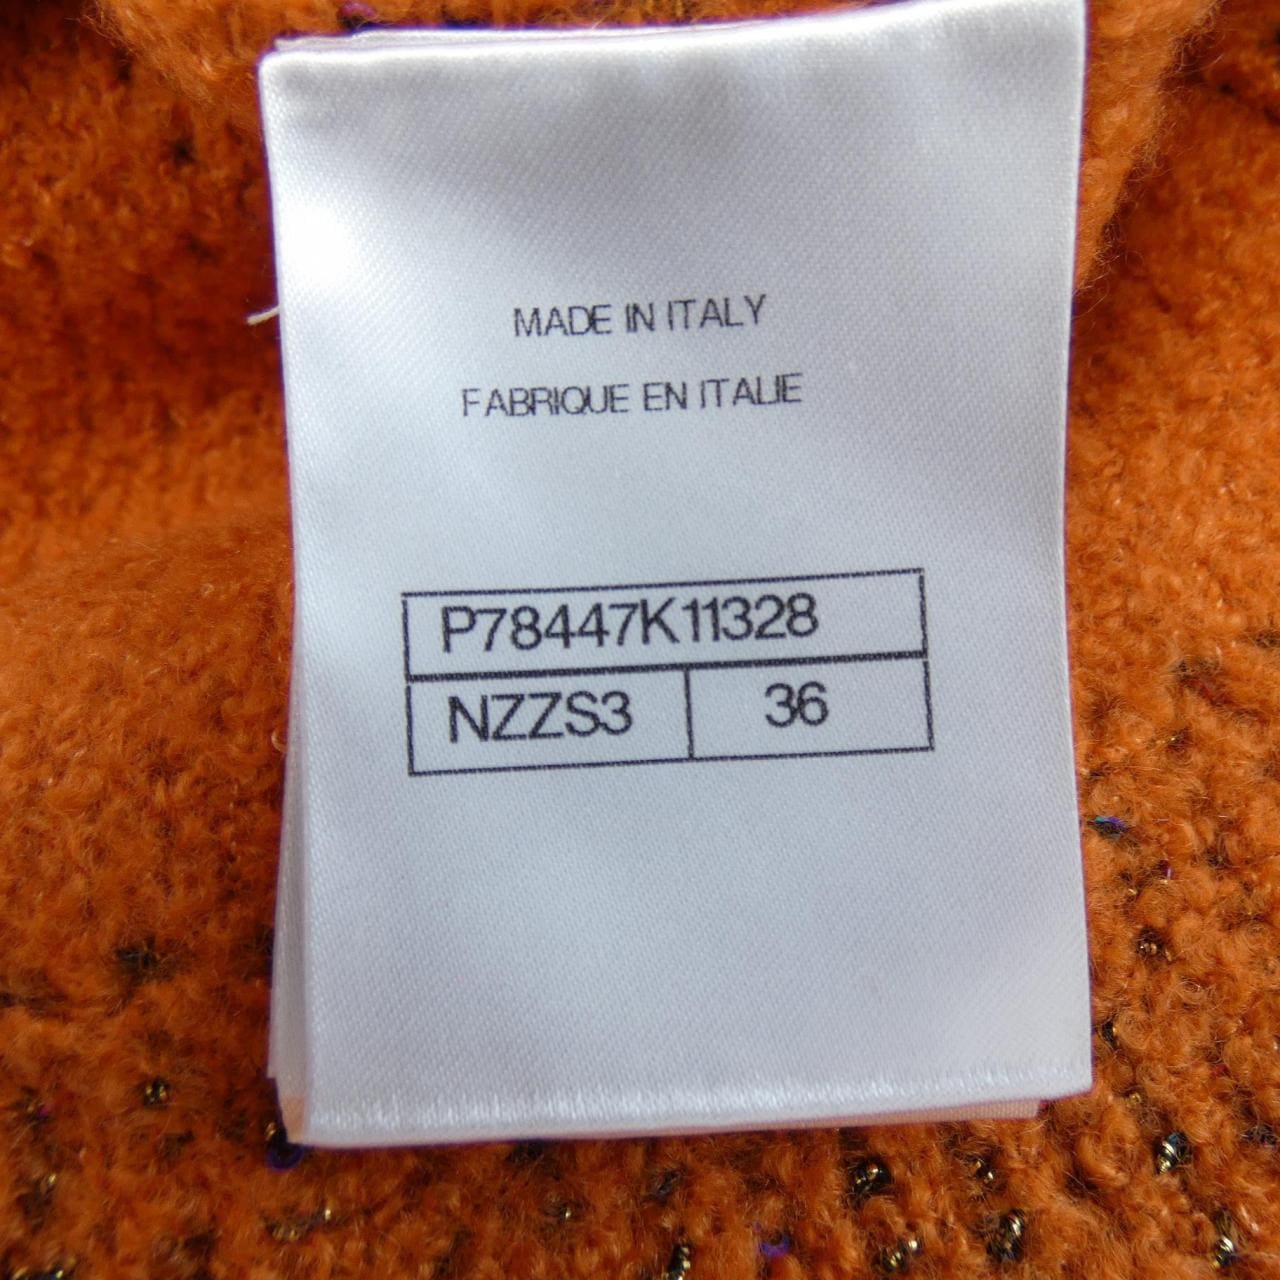 MADE IN ITALY
FABRIQUE EN ITALIE
P78447K11328
NZZS3 36